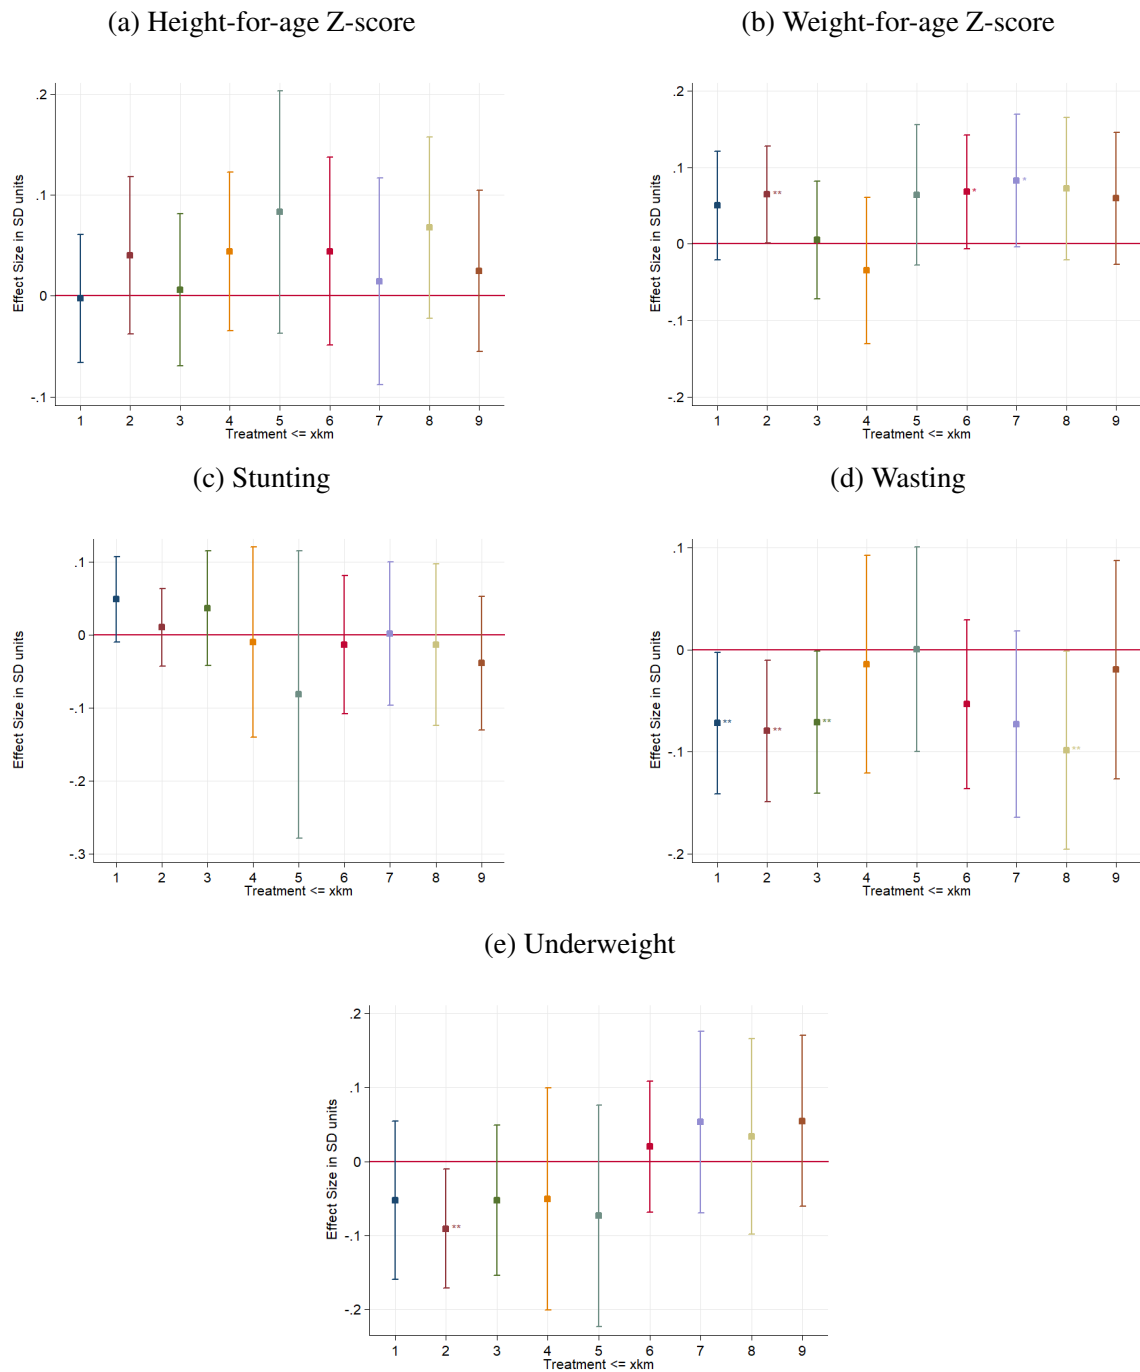 (a) Height-for-age Z-score
Effect Size in SD units
.2
.1
0
-.1
1 2 3 4 5 6 7 8 9
Treatment <= xkm
(b) Weight-for-age Z-score
Effect Size in SD units
.2
.1
0
-.1
-.2
** * *
1 2 3 4 5 6 7 8 9
Treatment <= xkm
(c) Stunting
Effect Size in SD units
.1
0
-.1
-.2
-.3
1 2 3 4 5 6 7 8 9
Treatment <= xkm
(d) Wasting
Effect Size in SD units
.1
0
-.1
-.2
** ** ** **
1 2 3 4 5 6 7 8 9
Treatment <= xkm
(e) Underweight
Effect Size in SD units
.2
.1
0
-.1
-.2
**
1 2 3 4 5 6 7 8 9
Treatment <= xkm